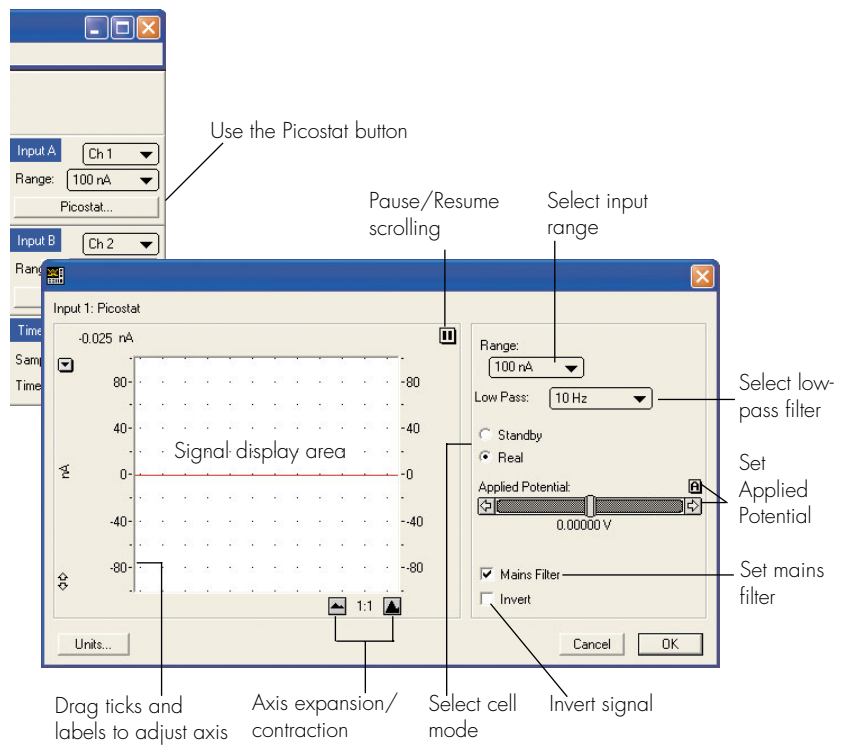 Use the Picostat button
Input A
Ch 1
Range:
100 nA
Picostat...
Input B
Ch 2
Pause/Resume
scrolling
Select input
range
Input 1: Picostat
-0.025 nA
80
40
0
-40
-80
nA
Signal display area
80
40
0
-40
-80
1:1
Units...
Range:
100 nA
Low Pass:
10 Hz
Standby
Real
Applied Potential:
0.00000 V
Mains Filter
Invert
Cancel
OK
Select low-
pass filter
Set
Applied
Potential
Set mains
filter
Drag ticks and
labels to adjust axis
Axis expansion/
contraction
Select cell
mode
Invert signal